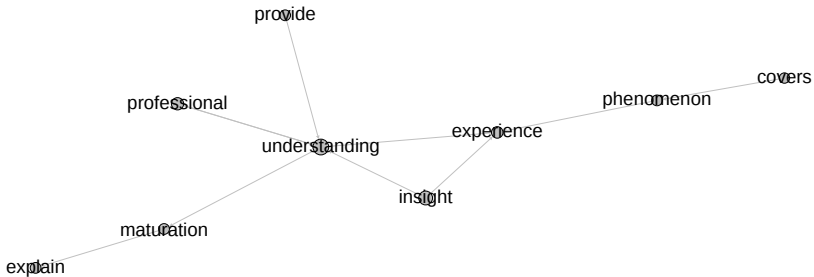 provide
covers
phenomenon
professional
experience
understanding
insight
maturation
explain